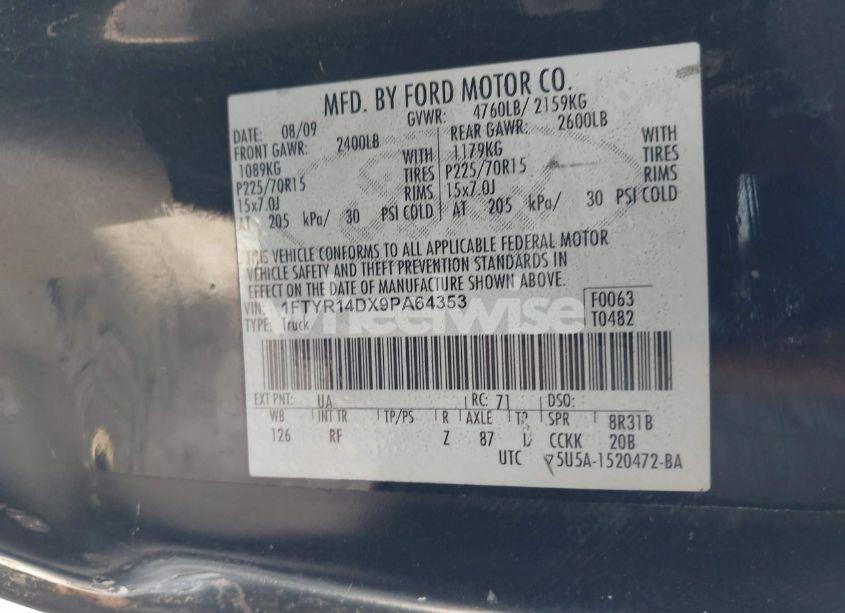 MFD. BY FORD MOTOR CO.
DATE: 08/09 GVWR: 4760LB/ 2159KG
FRONT GAWR: 2400LB REAR GAWR: 2600LB
1089KG WITH 1179KG WITH
P225/70R15 TIRES P225/70R15 TIRES
15x7.0J RIMS 15x7.0J RIMS
AT 205 kPa/ 30 PSI COLD AT 205 kPa/ 30 PSI COLD
THIS VEHICLE CONFORMS TO ALL APPLICABLE FEDERAL MOTOR
VEHICLE SAFETY AND THEFT PREVENTION STANDARDS IN
EFFECT ON THE DATE OF MANUFACTURE SHOWN ABOVE.
VIN: 1FTYR14DX9PA64353 F0063
TYPE: Truck T0482
wheelwise
EXT PNT: UA RC: 71 DSO:
WB INT TR TP/PS R AXLE TR SPR 8R31B
126 RF Z 87 CCKK 20B
UTC 5U5A-1520472-BA